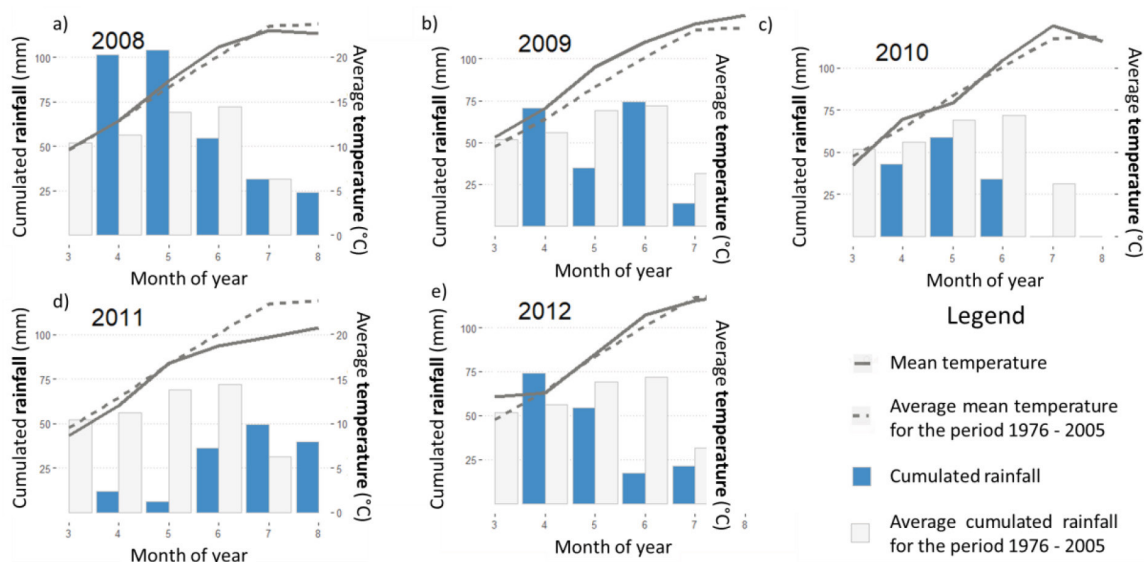 a)
2008
Cumulated rainfall (mm)
100
75
50
25
20
15
10
5
0
Average temperature (°C)
3 4 5 6 7 8
Month of year
b)
2009
Cumulated rainfall (mm)
100
75
50
25
Average temperature (°C)
3 4 5 6 7 8
Month of year
c)
2010
Cumulated rainfall (mm)
100
75
50
25
Average temperature (°C)
3 4 5 6 7 8
Month of year
d)
2011
Cumulated rainfall (mm)
100
75
50
25
20
15
10
5
0
Average temperature (°C)
3 4 5 6 7 8
Month of year
e)
2012
Cumulated rainfall (mm)
100
75
50
25
Average temperature (°C)
3 4 5 6 7 8
Month of year
Legend
Mean temperature
Average mean temperature
for the period 1976 - 2005
Cumulated rainfall
Average cumulated rainfall
for the period 1976 - 2005